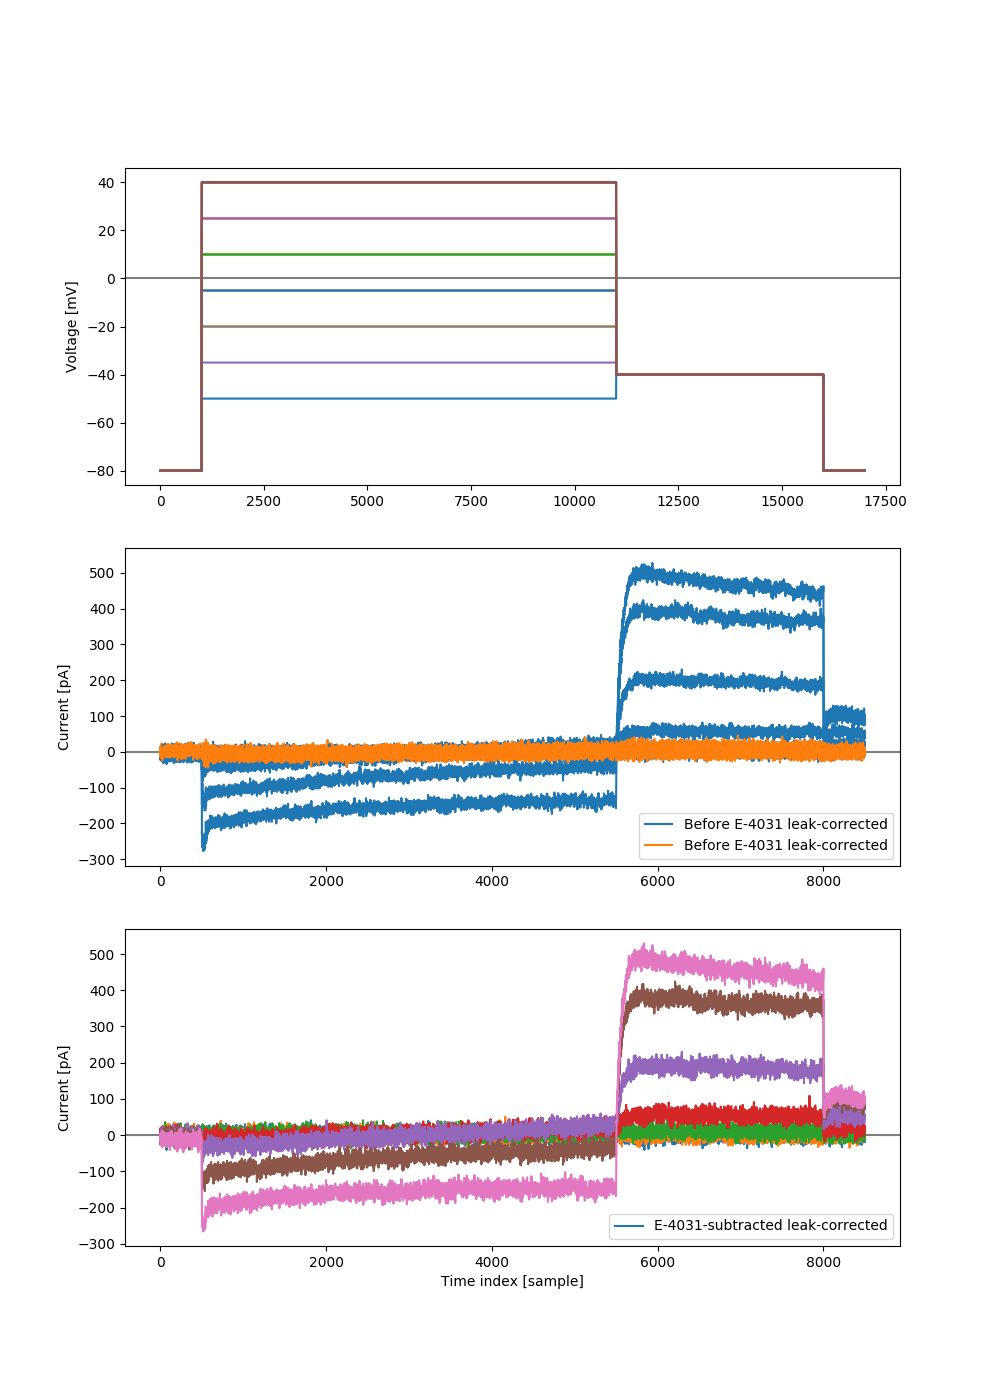 40
20
0
−20
−40
−60
−80
Voltage [mV]
0 2500 5000 7500 10000 12500 15000 17500
500
400
300
200
100
0
−100
−200
−300
Current [pA]
Before E-4031 leak-corrected
Before E-4031 leak-corrected
0 2000 4000 6000 8000
500
400
300
200
100
0
−100
−200
−300
Current [pA]
E-4031-subtracted leak-corrected
0 2000 4000 6000 8000
Time index [sample]